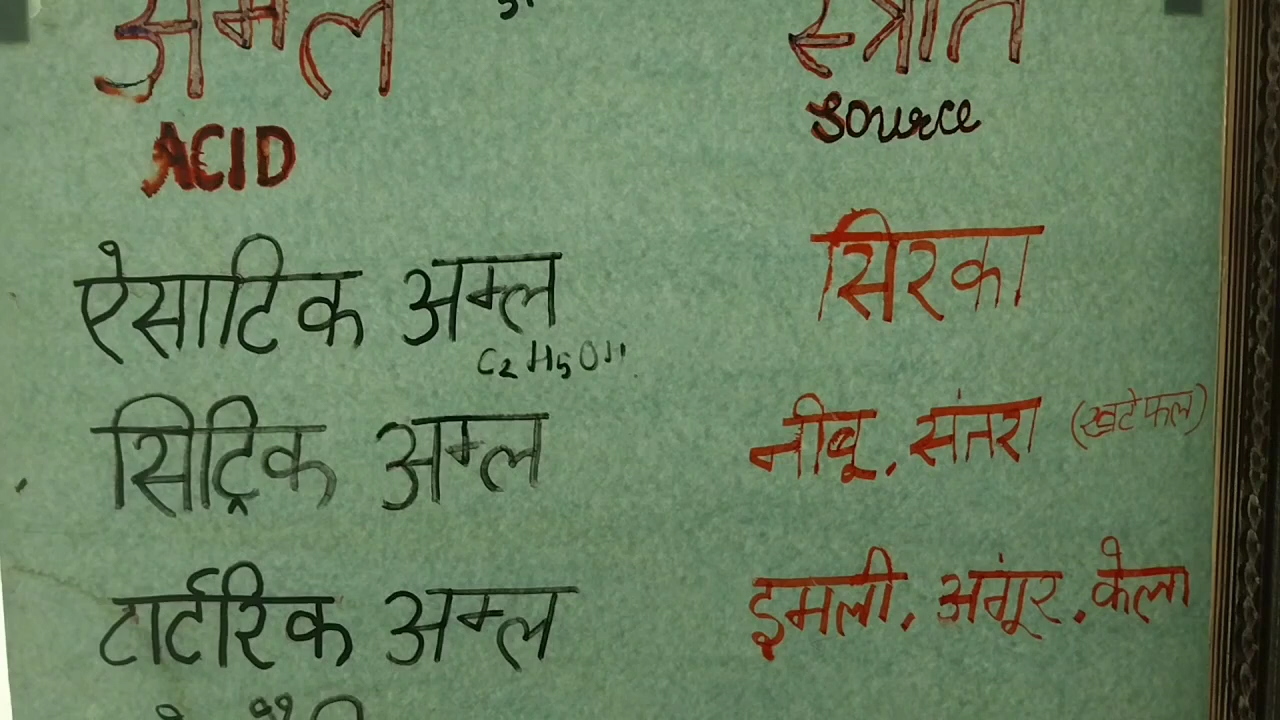 अम्ल स्त्रोत
ACID source
ऐसाटिक अम्ल सिरका
C2H5OH
सिट्रिक अम्ल नीबू, संतरा (खटे फल)
टार्टरिक अम्ल इमली, अंगूर, केला